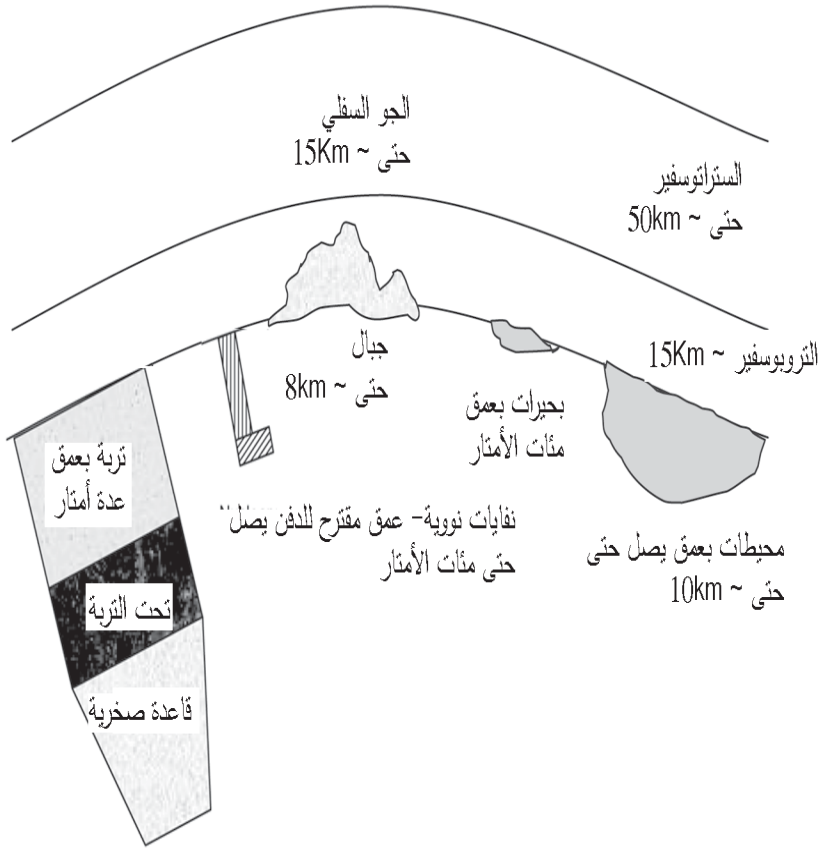 الجو السفلي
حتى ~ 15Km
الستراتوسفير
حتى ~ 50km
التروبوسفير ~ 15Km
جبال
حتى ~ 8km
بحيرات بعمق
مئات الأمتار
تربة بعمق
عدة أمتار
نفايات نووية- عمق مقترح للدفن يصل
حتى مئات الأمتار
محيطات بعمق يصل حتى
حتى ~ 10km
تحت التربة
قاعدة صخرية